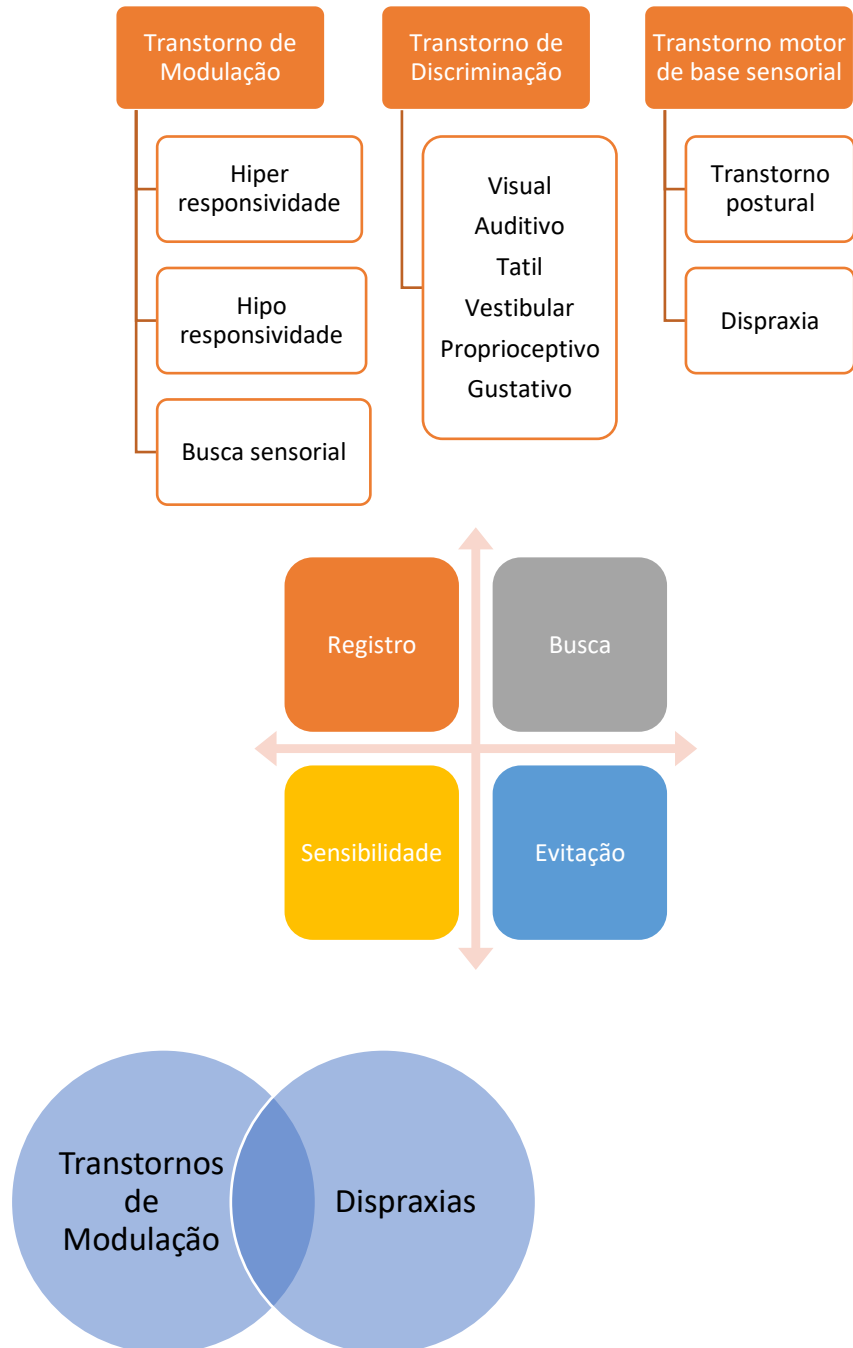 Transtorno de
Modulação
Hiper
responsividade
Hipo
responsividade
Busca sensorial
Transtorno de
Discriminação
Visual
Auditivo
Tatil
Vestibular
Proprioceptivo
Gustativo
Transtorno motor
de base sensorial
Transtorno
postural
Dispraxia
Registro
Busca
Sensibilidade
Evitação
Transtornos
de
Modulação
Dispraxias